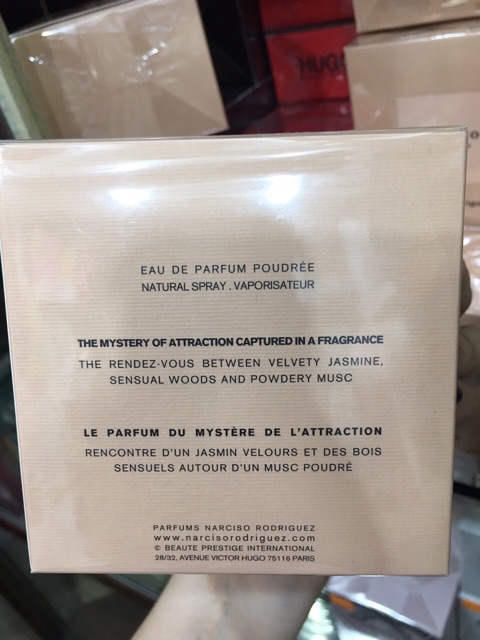 HUGO
EAU DE PARFUM POUDRÉE
NATURAL SPRAY . VAPORISATEUR
THE MYSTERY OF ATTRACTION CAPTURED IN A FRAGRANCE
THE RENDEZ-VOUS BETWEEN VELVETY JASMINE,
SENSUAL WOODS AND POWDERY MUSC
LE PARFUM DU MYSTÈRE DE L'ATTRACTION
RENCONTRE D'UN JASMIN VELOURS ET DES BOIS
SENSUELS AUTOUR D'UN MUSC POUDRÉ
PARFUMS NARCISO RODRIGUEZ
www.narcisorodriguez.com
© BEAUTE PRESTIGE INTERNATIONAL
28/32, AVENUE VICTOR HUGO 75116 PARIS